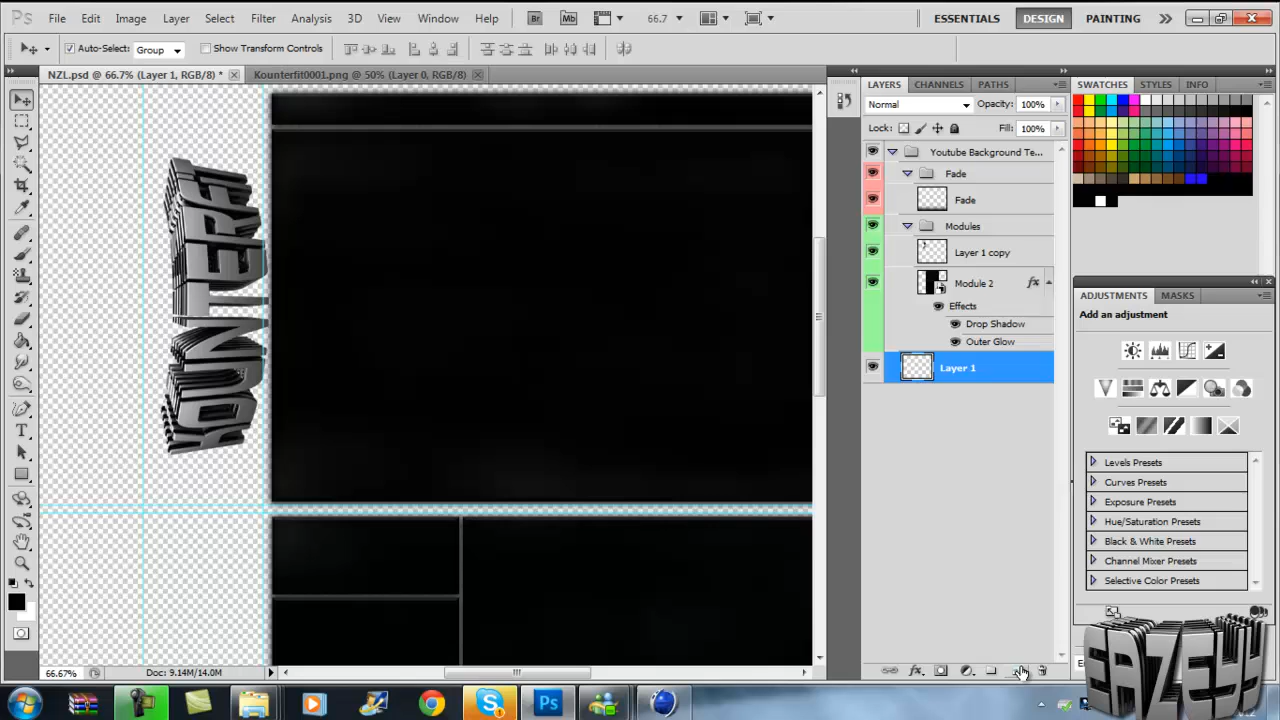 Ps File Edit Image Layer Select Filter Analysis 3D View Window Help Br Mb 66.7 ESSENTIALS DESIGN PAINTING
Auto-Select: Group Show Transform Controls
NZL.psd @ 66.7% (Layer 1, RGB/8) * Kounterfit0001.png @ 50% (Layer 0, RGB/8)
LAYERS CHANNELS PATHS
Normal Opacity: 100%
Lock: Fill: 100%
Youtube Background Te...
Fade
Fade
Modules
Layer 1 copy
Module 2 fx
Effects
Drop Shadow
Outer Glow
Layer 1
SWATCHES STYLES INFO
ADJUSTMENTS MASKS
Add an adjustment
Levels Presets
Curves Presets
Exposure Presets
Hue/Saturation Presets
Black & White Presets
Channel Mixer Presets
Selective Color Presets
66.67% Doc: 9.14M/14.0M
Ps